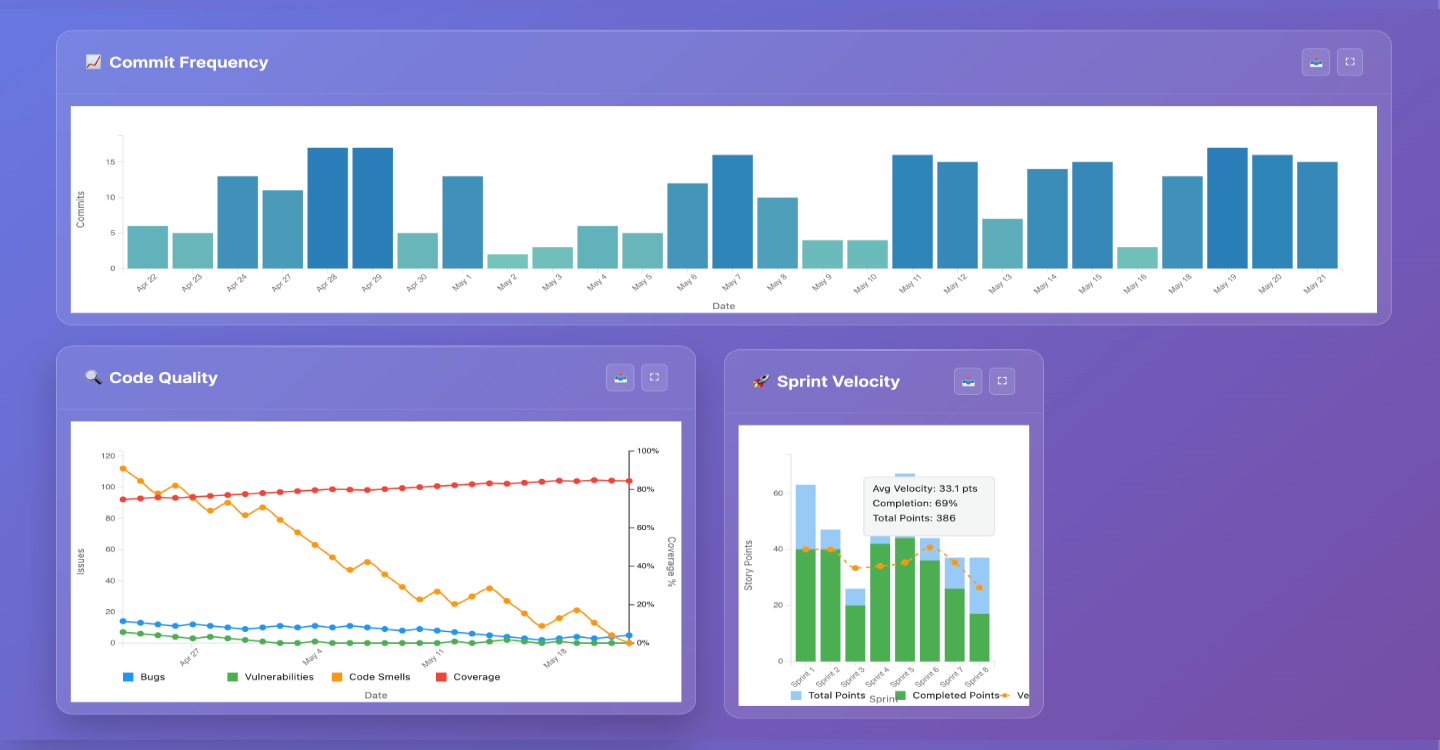 📈 Commit Frequency
15
10
5
0
Commits
Apr 22 Apr 23 Apr 24 Apr 27 Apr 28 Apr 29 Apr 30 May 1 May 2 May 3 May 4 May 5 May 6 May 7 May 8 May 9 May 10 May 11 May 12 May 13 May 14 May 15 May 16 May 18 May 19 May 20 May 21
Date
🔍 Code Quality
120
100
80
60
40
20
0
Issues
100%
80%
60%
40%
20%
0%
Coverage %
Apr 27 May 4 May 11 May 18
Bugs Vulnerabilities Code Smells Coverage
Date
🚀 Sprint Velocity
60
40
20
0
Story Points
Avg Velocity: 33.1 pts
Completion: 69%
Total Points: 386
Sprint 1 Sprint 2 Sprint 3 Sprint 4 Sprint 5 Sprint 6 Sprint 7 Sprint 8
Total Points Completed Points Ve
Sprint